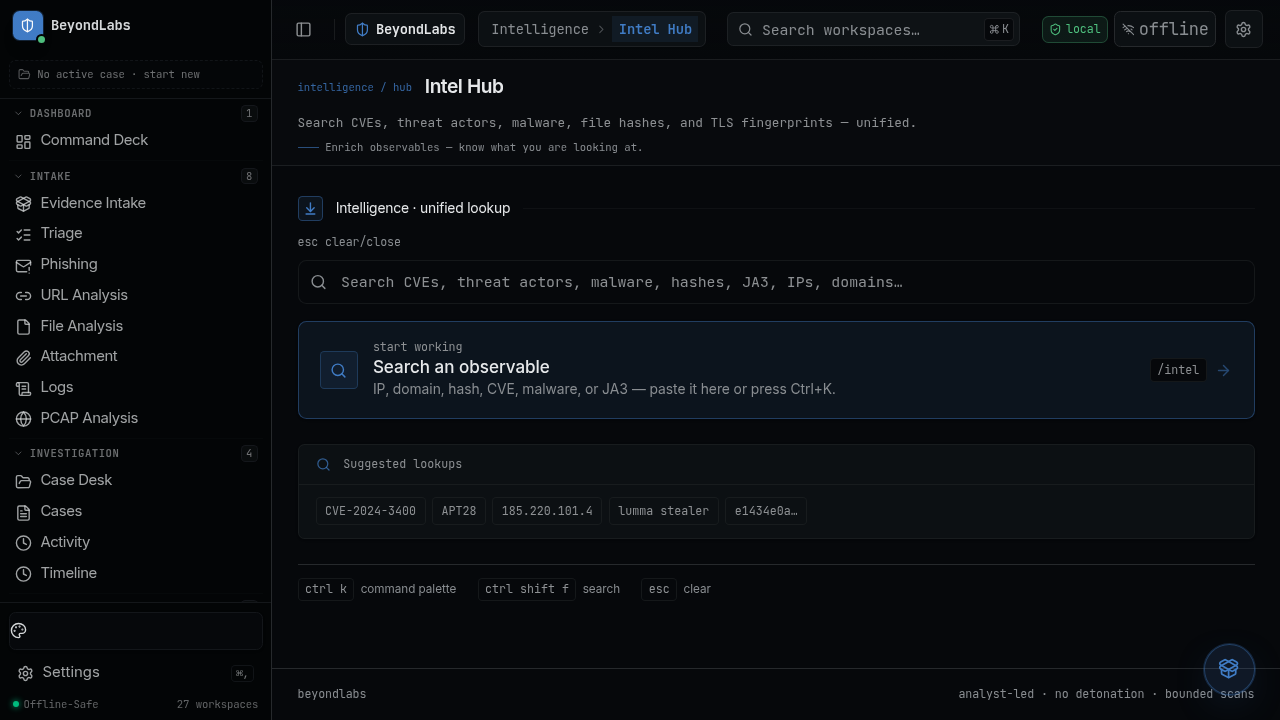 BeyondLabs
No active case · start new
DASHBOARD 1
Command Deck
INTAKE 8
Evidence Intake
Triage
Phishing
URL Analysis
File Analysis
Attachment
Logs
PCAP Analysis
INVESTIGATION 4
Case Desk
Cases
Activity
Timeline
Settings ⌘,
Offline-Safe 27 workspaces
BeyondLabs Intelligence › Intel Hub Search workspaces… ⌘K local offline
intelligence / hub Intel Hub
Search CVEs, threat actors, malware, file hashes, and TLS fingerprints — unified.
Enrich observables — know what you are looking at.
Intelligence · unified lookup
esc clear/close
Search CVEs, threat actors, malware, hashes, JA3, IPs, domains…
start working
Search an observable
IP, domain, hash, CVE, malware, or JA3 — paste it here or press Ctrl+K.
/intel
Suggested lookups
CVE-2024-3400 APT28 185.220.101.4 lumma stealer e1434e0a…
ctrl k command palette ctrl shift f search esc clear
beyondlabs analyst-led · no detonation · bounded scans